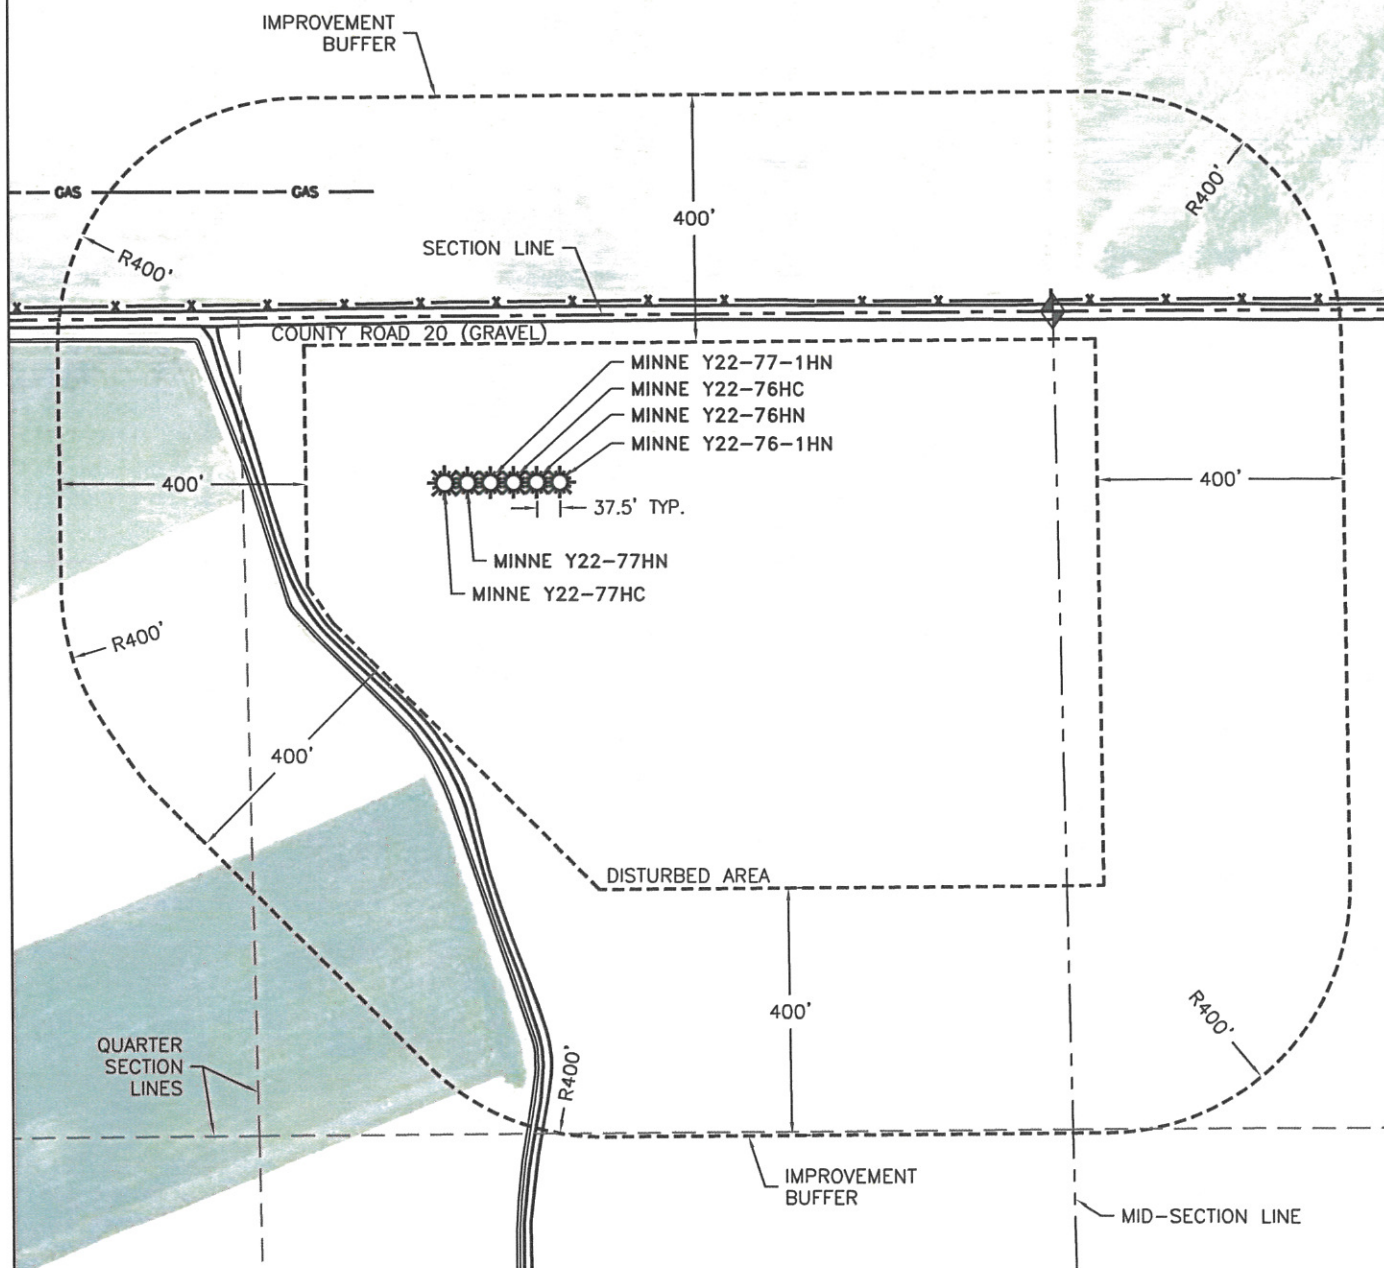 IMPROVEMENT
BUFFER
GAS GAS
R400'
R400'
400'
SECTION LINE
COUNTY ROAD 20 (GRAVEL)
MINNE Y22-77-1HN
MINNE Y22-76HC
MINNE Y22-76HN
MINNE Y22-76-1HN
400'
400'
37.5' TYP.
MINNE Y22-77HN
MINNE Y22-77HC
R400'
400'
DISTURBED AREA
400'
R400'
QUARTER
SECTION
LINES
R400'
IMPROVEMENT
BUFFER
MID-SECTION LINE
X X X X X X X X X X X X X X X X